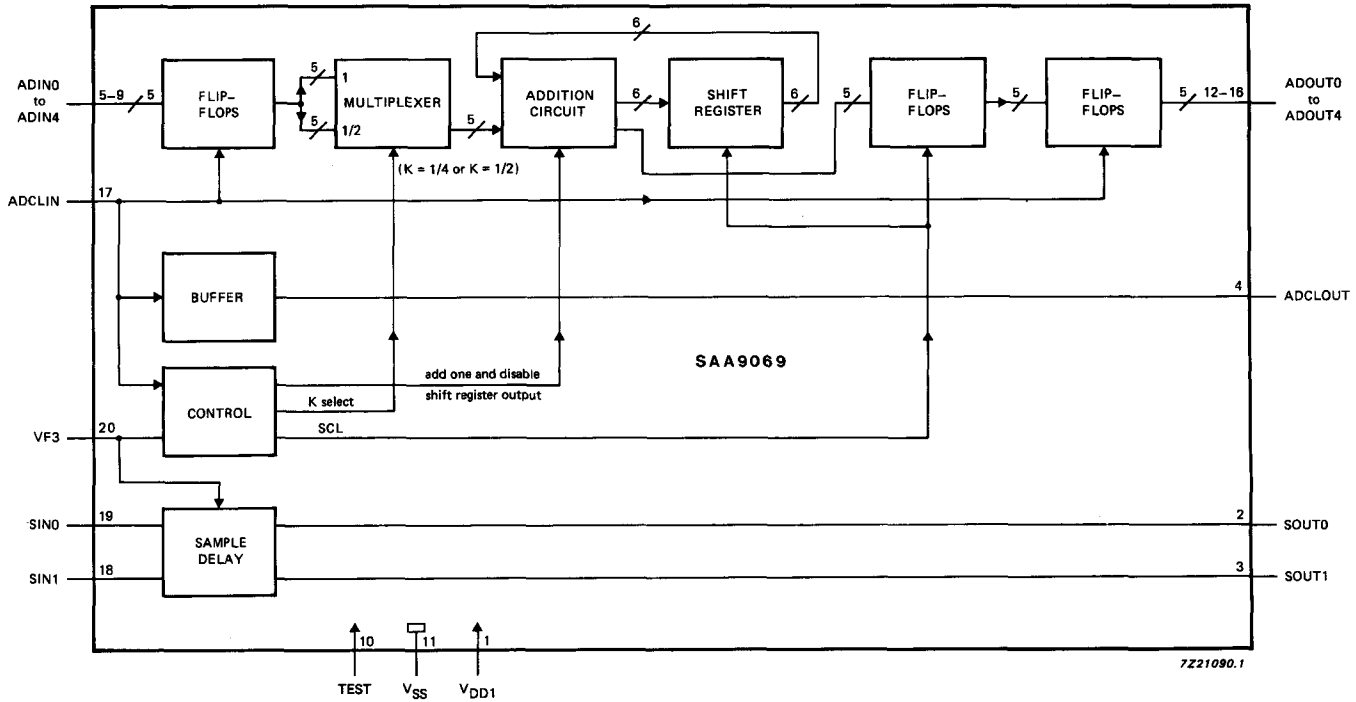 6
6
ADIN0
to
ADIN4
5-9
5
FLIP-
FLOPS
5
1
5
1/2
MULTIPLEXER
5
(K = 1/4 or K = 1/2)
ADDITION
CIRCUIT
6
SHIFT
REGISTER
6
5
FLIP-
FLOPS
5
FLIP-
FLOPS
5
12-16
ADOUT0
to
ADOUT4
ADCLIN
17
BUFFER
4
ADCLOUT
SAA9069
CONTROL
add one and disable
shift register output
K select
SCL
VF3
20
SIN0
19
SAMPLE
DELAY
2
SOUT0
SIN1
18
3
SOUT1
10
11
1
TEST
VSS
VDD1
7Z21090.1